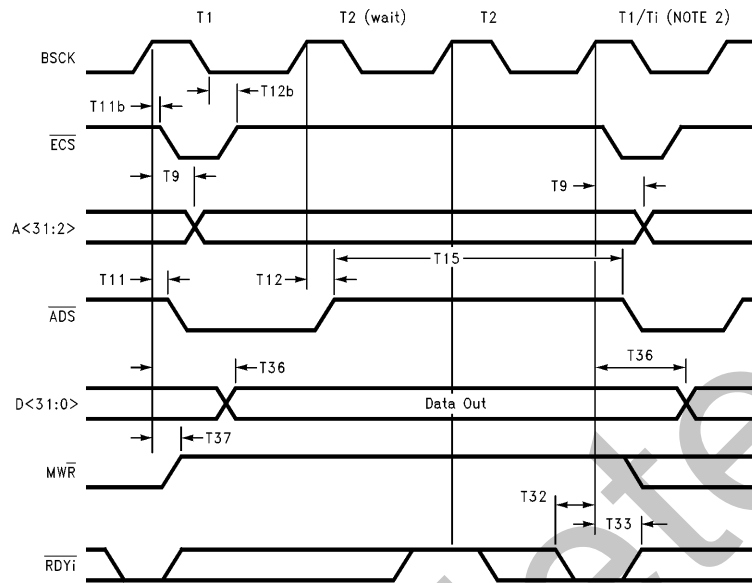 T1 T2 (wait) T2 T1/Ti (NOTE 2)
BSCK
T12b
T11b
ECS
T9 T9
A<31:2>
T15
T11 T12
ADS
T36 T36
D<31:0> Data Out
T37
MWR
T32
T33
RDYi
ete